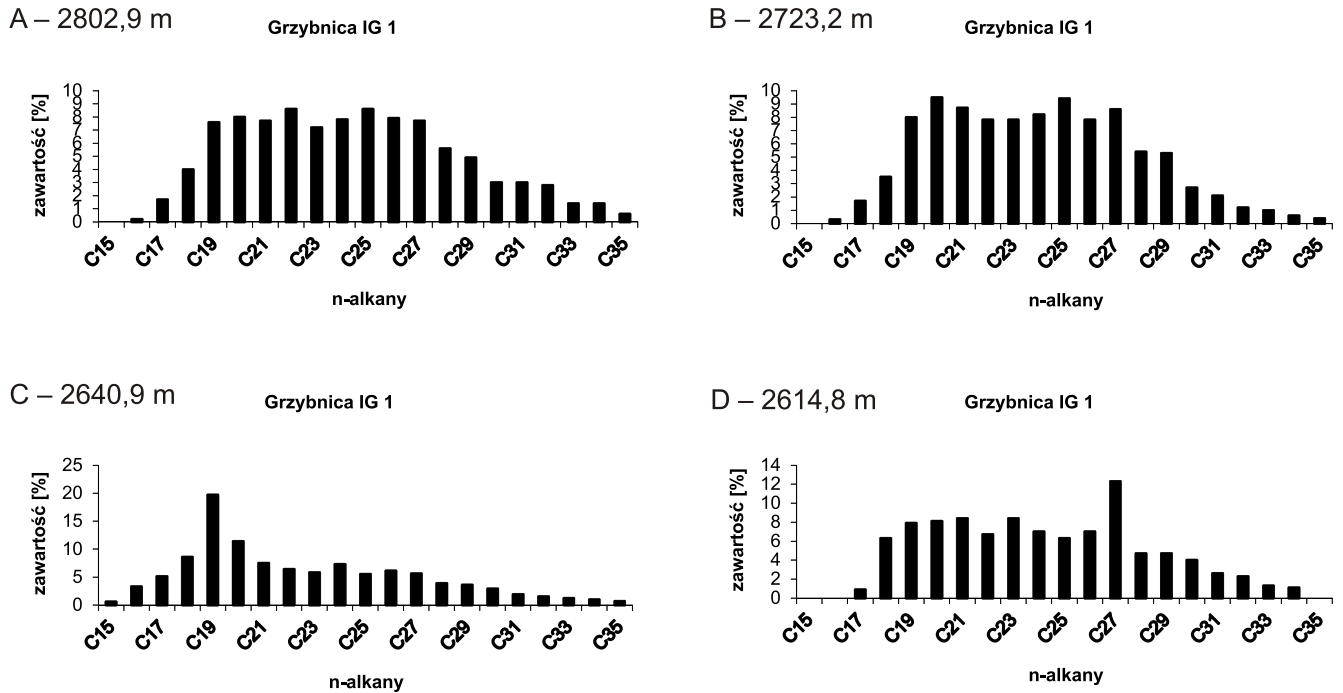 A – 2802,9 m
Grzybnica IG 1
zawartość [%]
10
9
8
7
6
5
4
3
2
1
0
C15
C17
C19
C21
C23
C25
C27
C29
C31
C33
C35
n-alkany
B – 2723,2 m
Grzybnica IG 1
zawartość [%]
10
9
8
7
6
5
4
3
2
1
0
C15
C17
C19
C21
C23
C25
C27
C29
C31
C33
C35
n-alkany
C – 2640,9 m
Grzybnica IG 1
zawartość [%]
25
20
15
10
5
0
C15
C17
C19
C21
C23
C25
C27
C29
C31
C33
C35
n-alkany
D – 2614,8 m
Grzybnica IG 1
zawartość [%]
14
12
10
8
6
4
2
0
C15
C17
C19
C21
C23
C25
C27
C29
C31
C33
C35
n-alkany